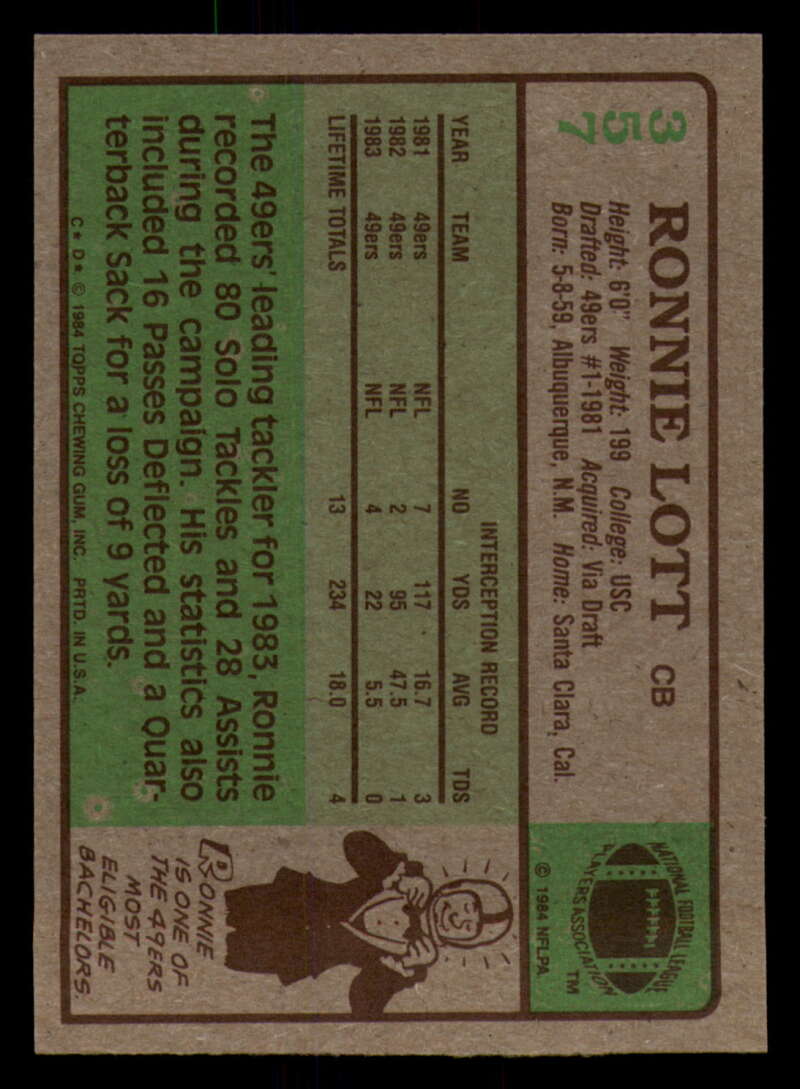 357
RONNIE LOTT CB
Height: 6'0" Weight: 199 College: USC
Drafted: 49ers #1-1981 Acquired: Via Draft
Born: 5-8-59, Albuquerque, N.M. Home: Santa Clara, Cal.
NATIONAL FOOTBALL LEAGUE
PLAYERS ASSOCIATION
TM
© 1984 NFLPA
INTERCEPTION RECORD
YEAR TEAM NO YDS AVG TDS
1981 49ers NFL 7 117 16.7 3
1982 49ers NFL 2 95 47.5 1
1983 49ers NFL 4 22 5.5 0
LIFETIME TOTALS 13 234 18.0 4
The 49ers' leading tackler for 1983, Ronnie
recorded 80 Solo Tackles and 28 Assists
during the campaign. His statistics also
included 16 Passes Deflected and a Quar-
terback Sack for a loss of 9 yards.
C* D* © 1984 TOPPS CHEWING GUM, INC. PRTD. IN U.S.A.
RONNIE
IS ONE OF
THE 49ERS
MOST
ELIGIBLE
BACHELORS.